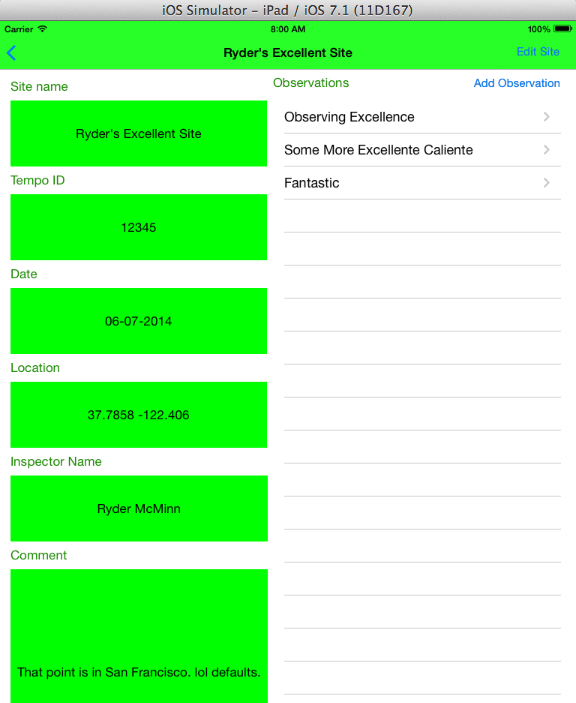 iOS Simulator – iPad / iOS 7.1 (11D167)
Carrier 8:00 AM 100%
Ryder's Excellent Site Edit Site
Site name
Ryder's Excellent Site
Tempo ID
12345
Date
06-07-2014
Location
37.7858 -122.406
Inspector Name
Ryder McMinn
Comment
That point is in San Francisco. lol defaults.
Observations Add Observation
Observing Excellence
Some More Excellente Caliente
Fantastic